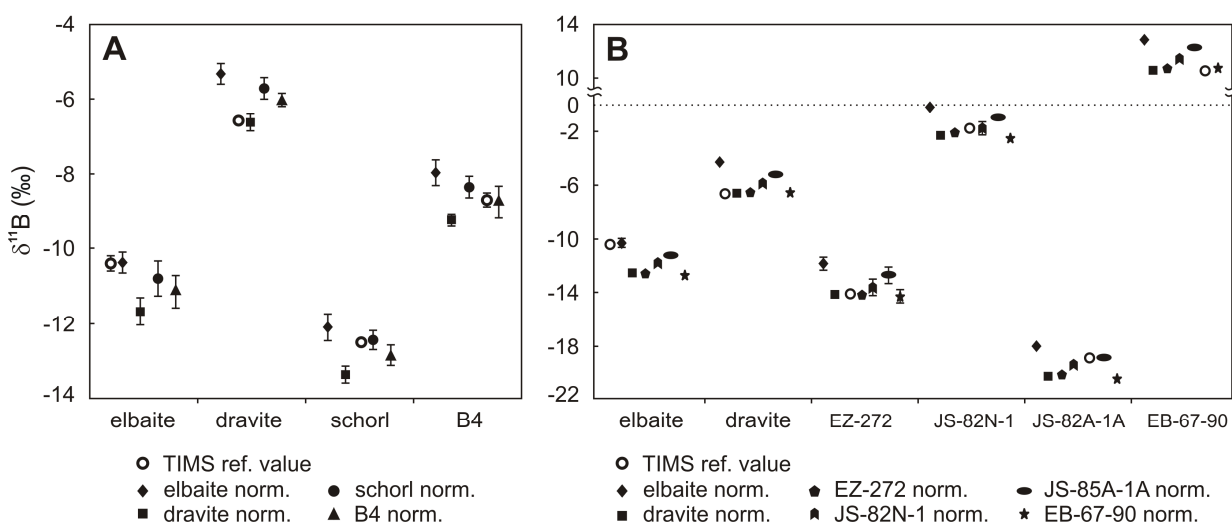 A
δ¹¹B (‰)
-4
-6
-8
-10
-12
-14
elbaite dravite schorl B4
TIMS ref. value
elbaite norm. schorl norm.
dravite norm. B4 norm.
B
14
10
0
-2
-6
-10
-14
-18
-22
elbaite dravite EZ-272 JS-82N-1 JS-82A-1A EB-67-90
TIMS ref. value
elbaite norm. EZ-272 norm. JS-85A-1A norm.
dravite norm. JS-82N-1 norm. EB-67-90 norm.